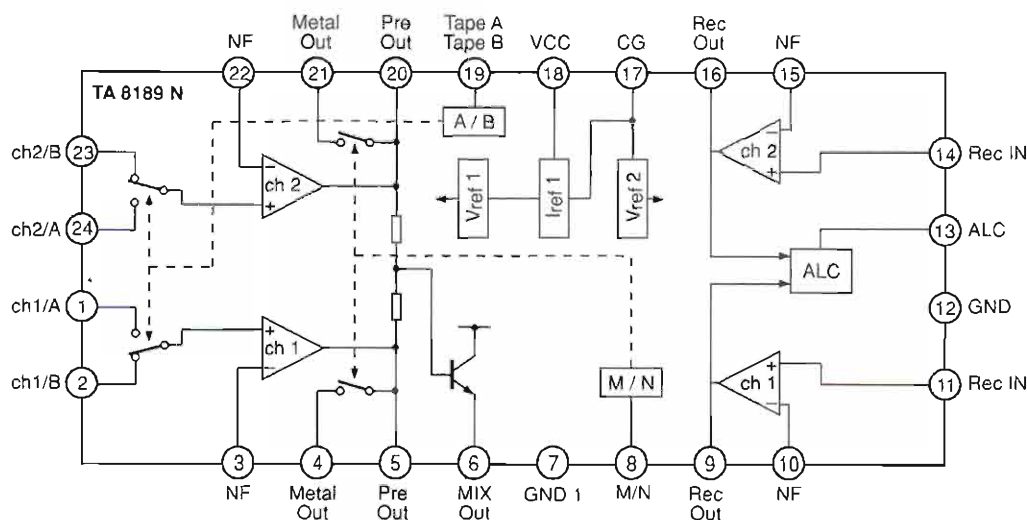 Metal Out
Pre Out
Tape A
Tape B
Rec Out
NF
VCC
CG
NF
22
21
20
19
18
17
16
15
TA 8189 N
A / B
ch2/B
23
ch 2
Vref 1
Iref 1
Vref 2
ch 2
14
Rec IN
ch2/A
24
13
ALC
ALC
ch1/A
1
12
GND
ch1/B
2
ch 1
M / N
ch 1
11
Rec IN
3
4
5
6
7
8
9
10
NF
Metal Out
Pre Out
MIX Out
GND 1
M/N
Rec Out
NF